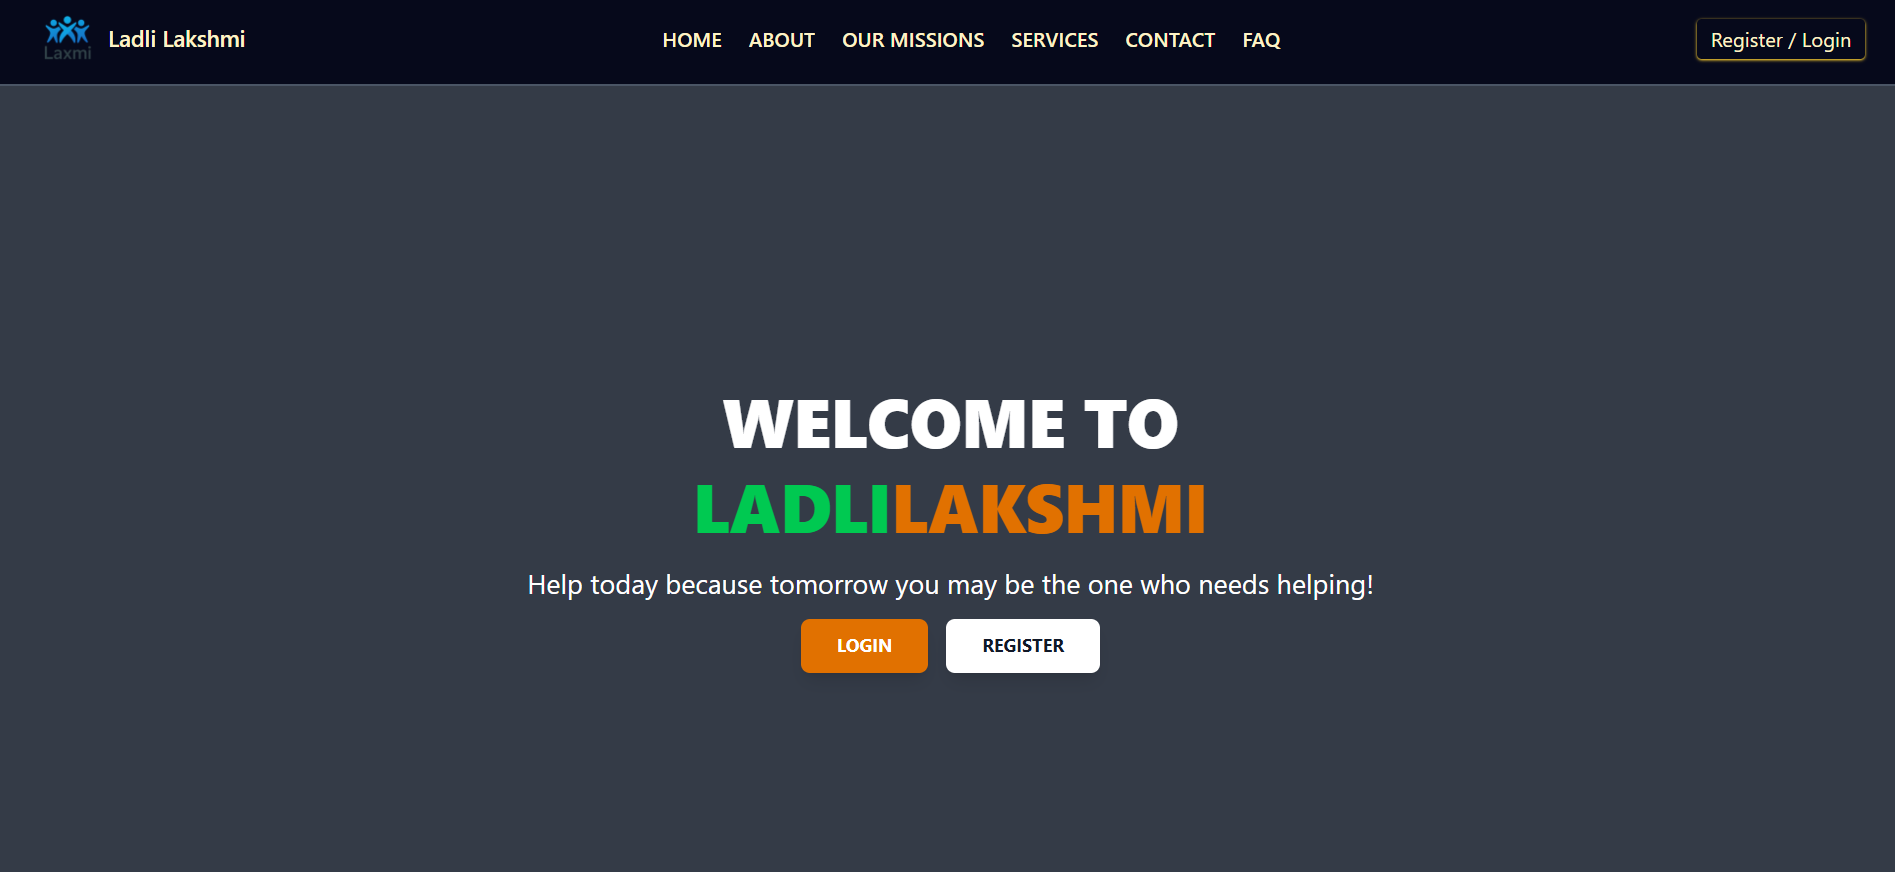 Laxmi
Ladli Lakshmi
HOME ABOUT OUR MISSIONS SERVICES CONTACT FAQ
Register / Login
WELCOME TO
LADLILAKSHMI
Help today because tomorrow you may be the one who needs helping!
LOGIN REGISTER